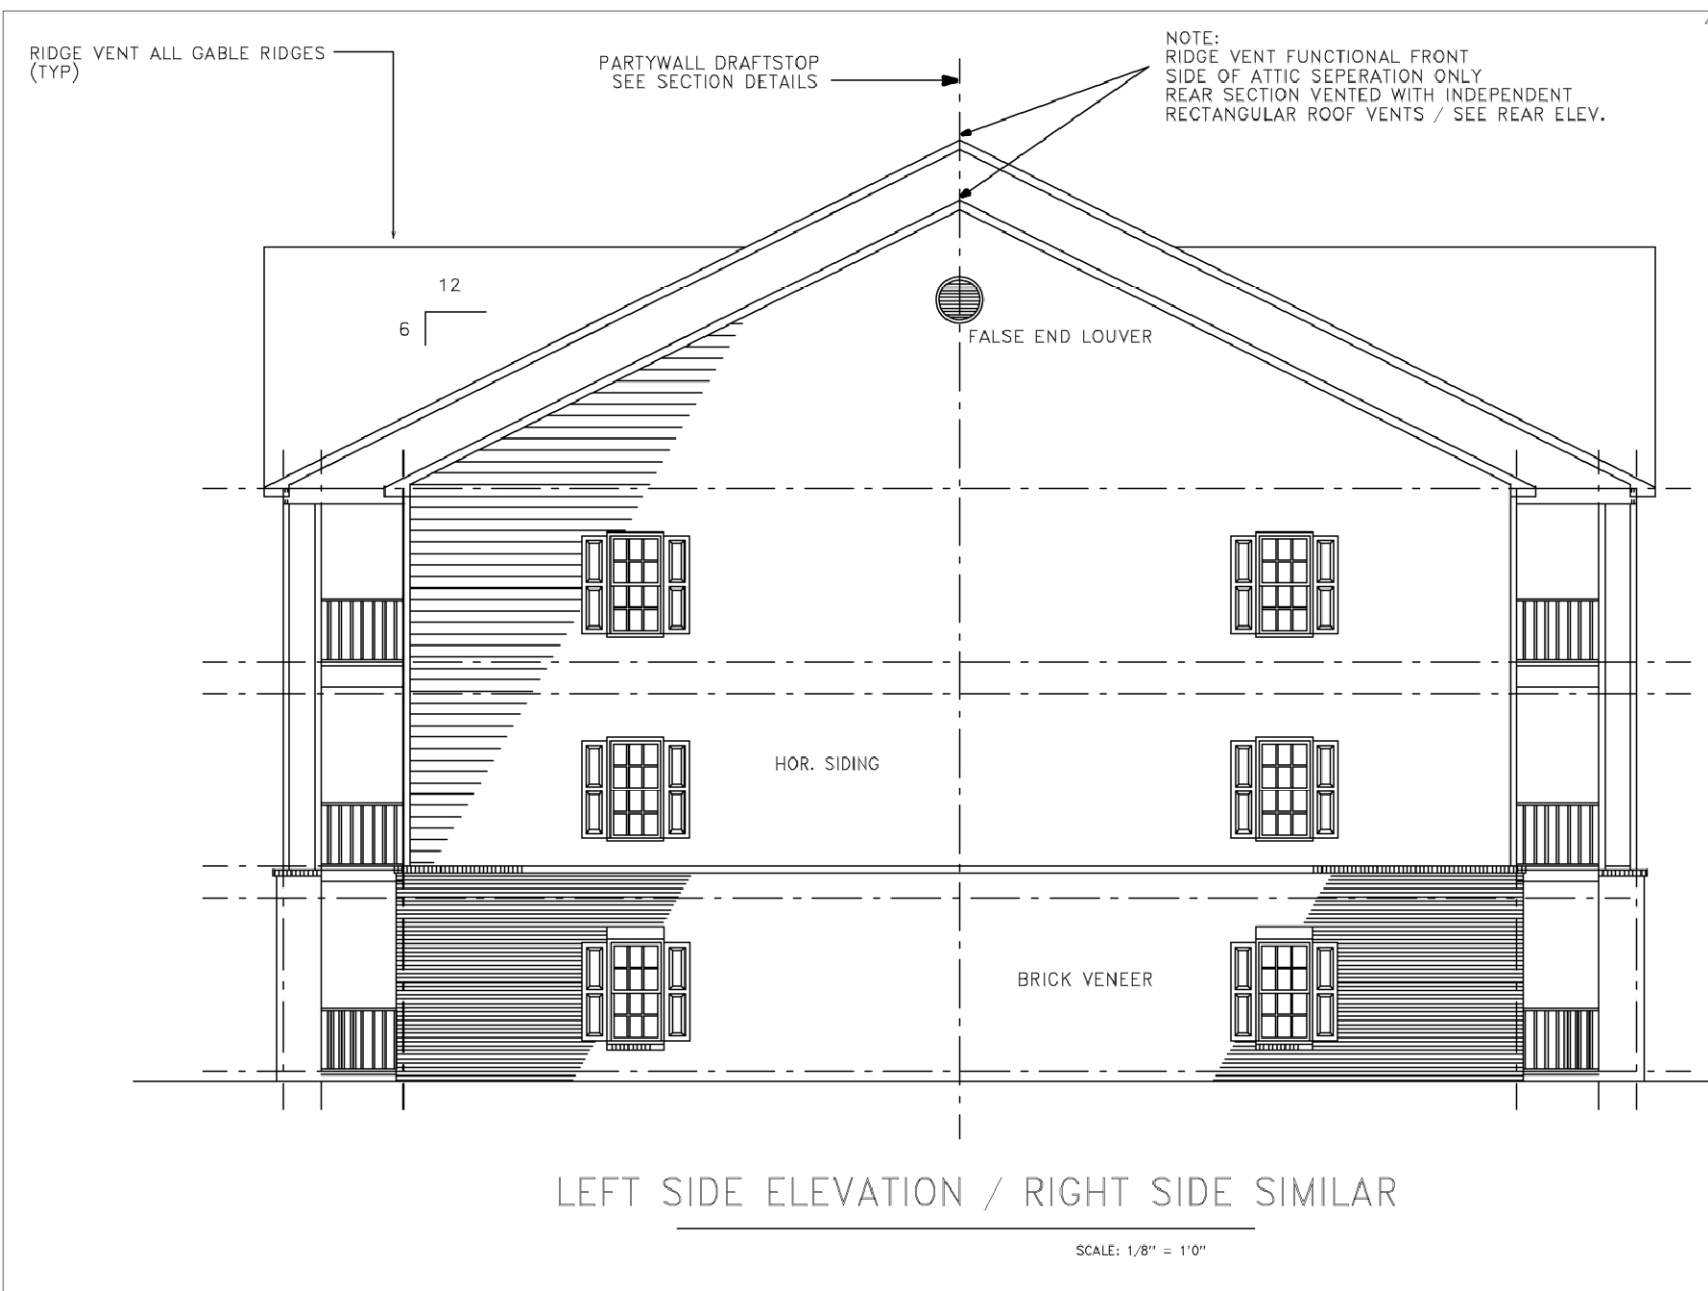 RIDGE VENT ALL GABLE RIDGES
(TYP)
PARTYWALL DRAFTSTOP
SEE SECTION DETAILS
NOTE:
RIDGE VENT FUNCTIONAL FRONT
SIDE OF ATTIC SEPERATION ONLY
REAR SECTION VENTED WITH INDEPENDENT
RECTANGULAR ROOF VENTS / SEE REAR ELEV.
12
6
FALSE END LOUVER
HOR. SIDING
BRICK VENEER
LEFT SIDE ELEVATION / RIGHT SIDE SIMILAR
SCALE: 1/8" = 1'0"